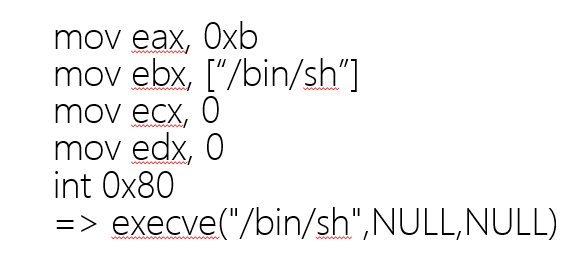 mov eax, 0xb
mov ebx, [“/bin/sh”]
mov ecx, 0
mov edx, 0
int 0x80
=> execve("/bin/sh",NULL,NULL)